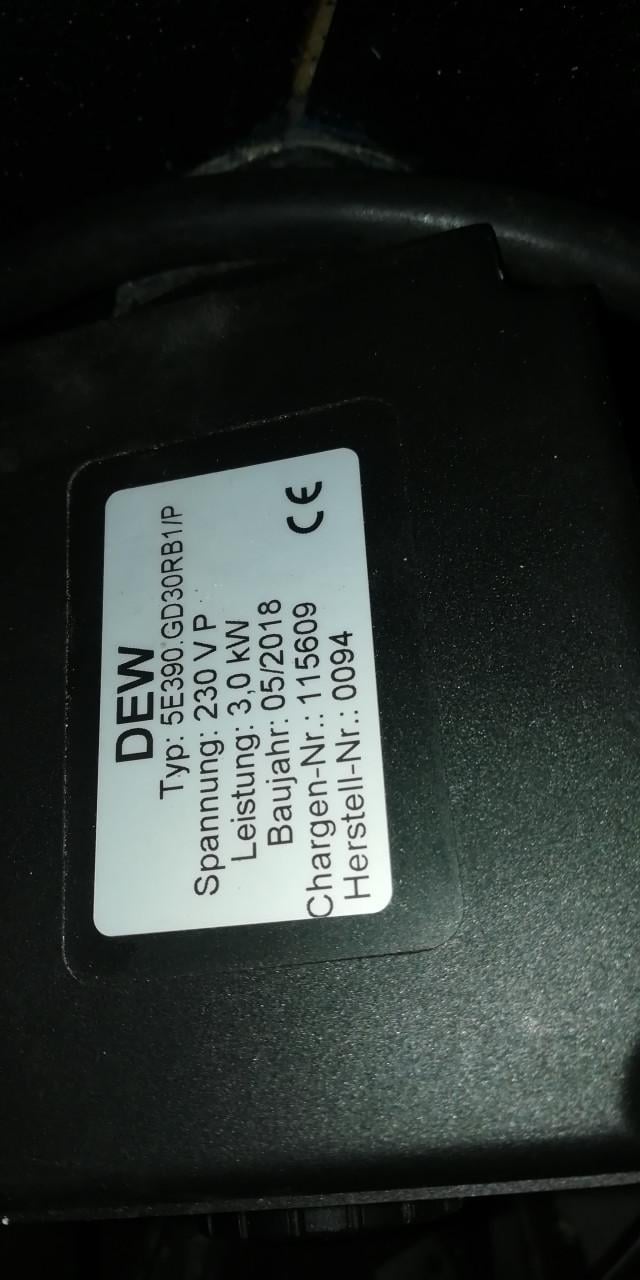 DEW
Typ: 5E390.GD30RB1/P
Spannung: 230 V P
Leistung: 3,0 kW
Baujahr: 05/2018
Chargen-Nr.: 115609
Herstell-Nr.: 0094
CE